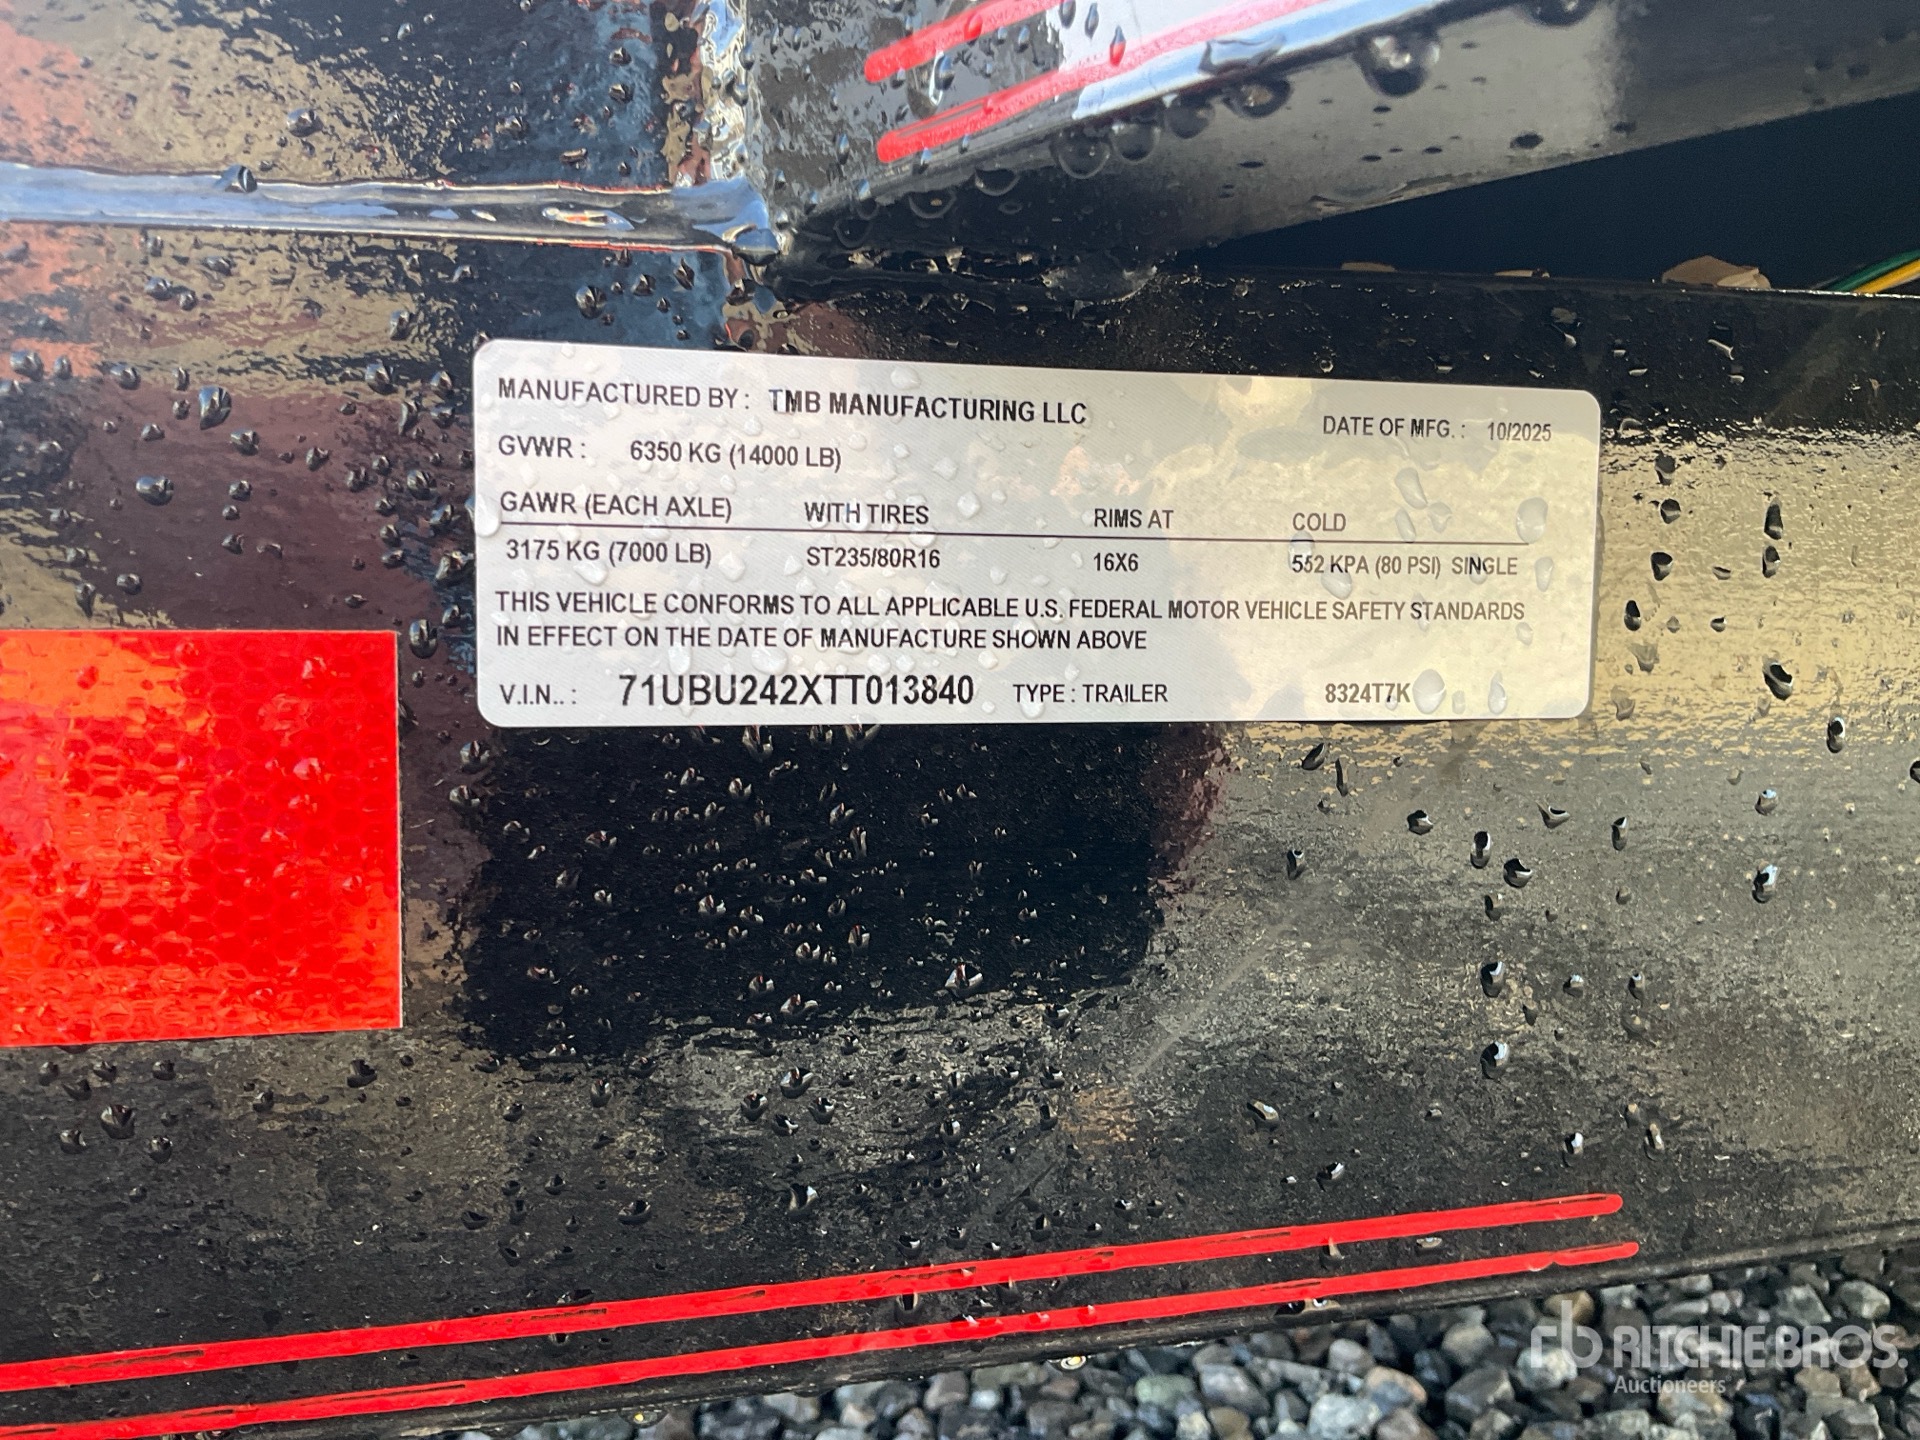 MANUFACTURED BY : TMB MANUFACTURING LLC
DATE OF MFG. : 10/2025
GVWR : 6350 KG (14000 LB)
GAWR (EACH AXLE) WITH TIRES RIMS AT COLD
3175 KG (7000 LB) ST235/80R16 16X6 552 KPA (80 PSI) SINGLE
THIS VEHICLE CONFORMS TO ALL APPLICABLE U.S. FEDERAL MOTOR VEHICLE SAFETY STANDARDS
IN EFFECT ON THE DATE OF MANUFACTURE SHOWN ABOVE
V.I.N.. : 71UBU242XTT013840 TYPE : TRAILER 8324T7K
rb RITCHIE BROS.
Auctioneers